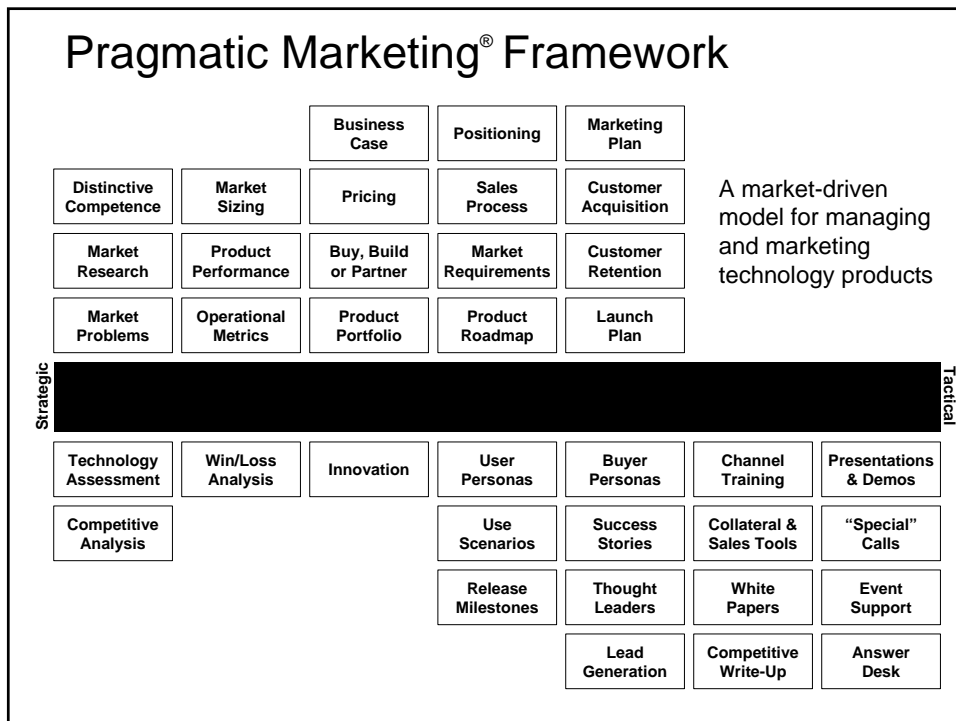 Pragmatic Marketing® Framework
Business
Case
Positioning
Marketing
Plan
Distinctive
Competence
Market
Sizing
Pricing
Sales
Process
Customer
Acquisition
A market-driven
model for managing
and marketing
technology products
Market
Research
Product
Performance
Buy, Build
or Partner
Market
Requirements
Customer
Retention
Market
Problems
Operational
Metrics
Product
Portfolio
Product
Roadmap
Launch
Plan
Strategic
Tactical
Technology
Assessment
Win/Loss
Analysis
Innovation
User
Personas
Buyer
Personas
Channel
Training
Presentations
& Demos
Competitive
Analysis
Use
Scenarios
Success
Stories
Collateral &
Sales Tools
“Special”
Calls
Release
Milestones
Thought
Leaders
White
Papers
Event
Support
Lead
Generation
Competitive
Write-Up
Answer
Desk